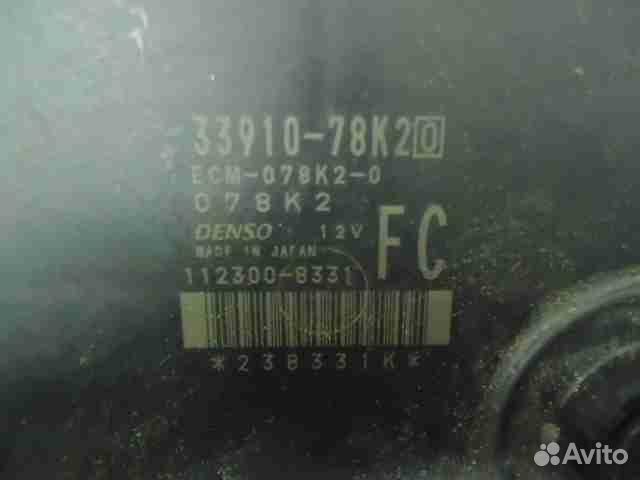 33910-78K20
ECM-078K2-0
078K2
DENSO 12V FC
MADE IN JAPAN
112300-8331
*238331K*
Avito